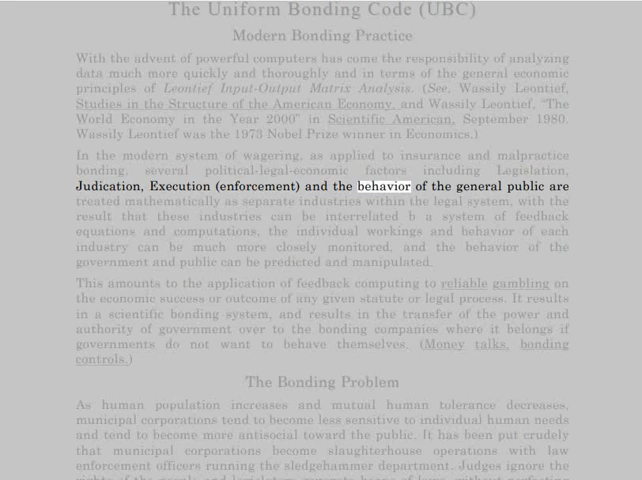 The Uniform Bonding Code (UBC)
Modern Bonding Practice
With the advent of powerful computers has come the responsibility of analyzing
data much more quickly and thoroughly and in terms of the general economic
principles of Leontief Input-Output Matrix Analysis. (See. Wassily Leontief,
Studies in the Structure of the American Economy, and Wassily Leontief, "The
World Economy in the Year 2000" in Scientific American, September 1980.
Wassily Leontief was the 1973 Nobel Prize winner in Economics.)
In the modern system of wagering, as applied to insurance and malpractice
bonding, several political-legal-economic factors including Legislation,
Judication, Execution (enforcement) and the behavior of the general public are
treated mathematically as separate industries within the legal system, with the
result that these industries can be interrelated b a system of feedback
equations and computations, the individual workings and behavior of each
industry can be much more closely monitored, and the behavior of the
government and public can be predicted and manipulated.
This amounts to the application of feedback computing to reliable gambling on
the economic success or outcome of any given statute or legal process. It results
in a scientific bonding system, and results in the transfer of the power and
authority of government over to the bonding companies where it belongs if
governments do not want to behave themselves. (Money talks, bonding
controls.)
The Bonding Problem
As human population increases and mutual human tolerance decreases,
municipal corporations tend to become less sensitive to individual human needs
and tend to become more antisocial toward the public. It has been put crudely
that municipal corporations become slaughterhouse operations with law
enforcement officers running the sledgehammer department. Judges ignore the